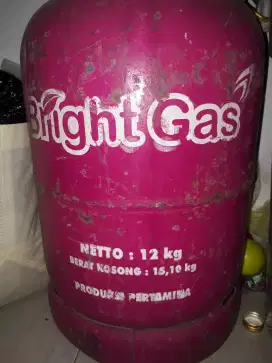 Bright Gas
NETTO : 12 kg
BERAT KOSONG : 15,10 kg
PRODUKSI PERTAMINA